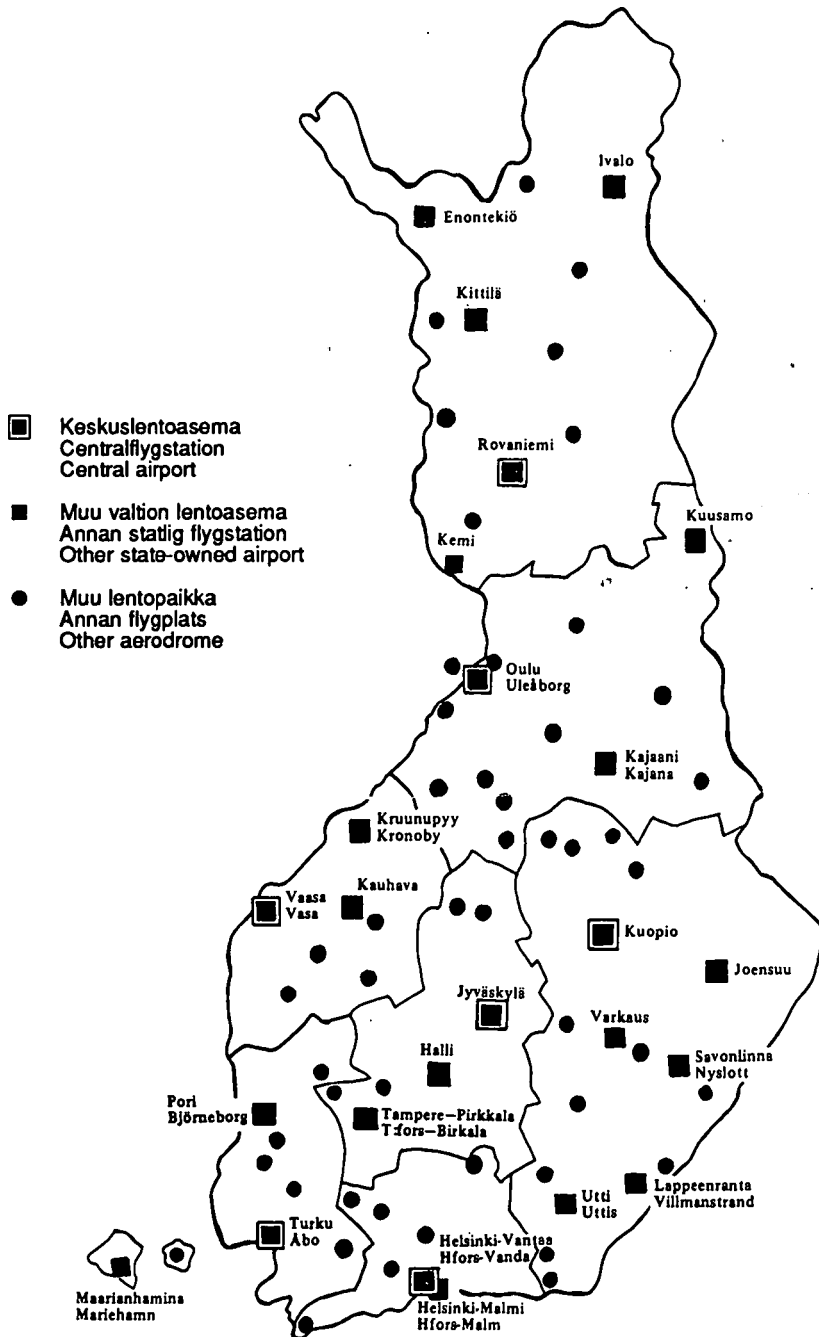 Keskuslentoasema
Centralflygstation
Central airport
Muu valtion lentoasema
Annan statlig flygstation
Other state-owned airport
Muu lentopaikka
Annan flygplats
Other aerodrome
Ivalo
Enontekiö
Kittilä
Rovaniemi
Kuusamo
Kemi
Oulu
Uleåborg
Kajaani
Kajana
Kruunupyy
Kronoby
Kauhava
Vaasa
Vasa
Kuopio
Joensuu
Jyväskylä
Varkaus
Halli
Savonlinna
Nyslott
Pori
Björneborg
Tampere-Pirkkala
T:fors-Birkala
Lappeenranta
Villmanstrand
Utti
Uttis
Turku
Åbo
Helsinki-Vantaa
Hfors-Vanda
Maarianhamina
Mariehamn
Helsinki-Malmi
Hfors-Malm